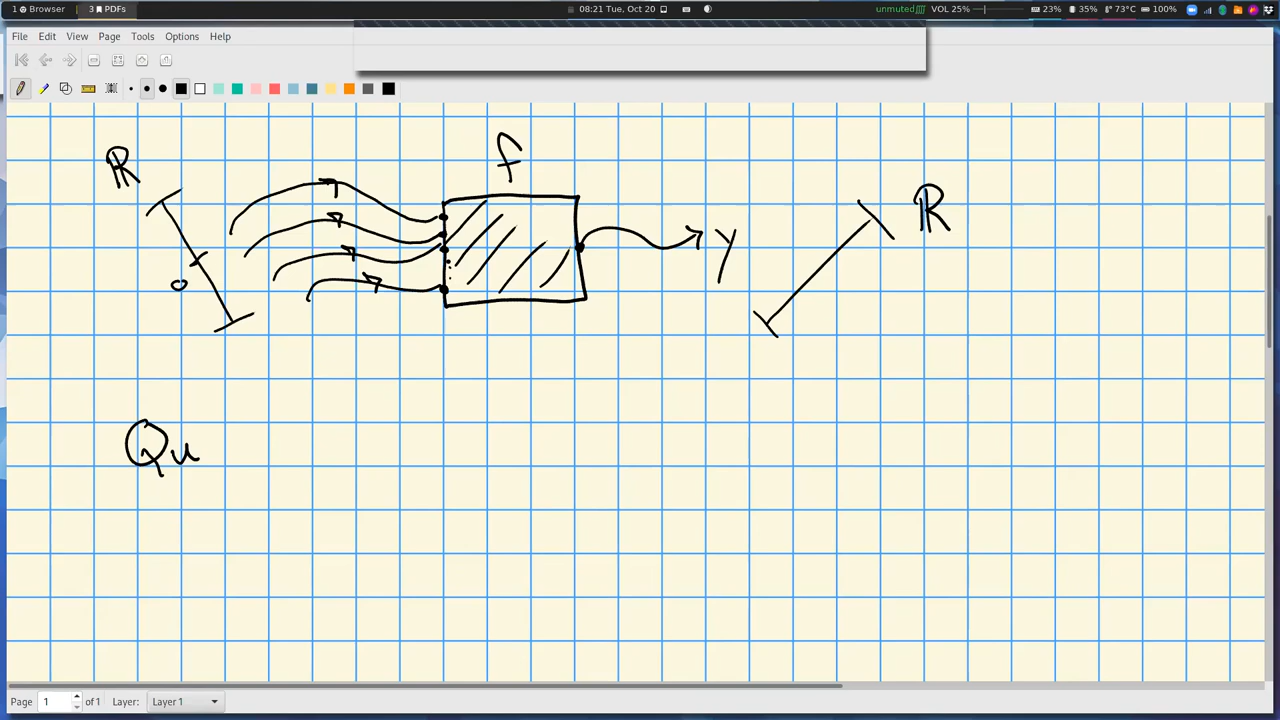 1 Browser 3 PDFs 08:21 Tue, Oct 20 unmuted VOL 25% 23% 35% 73°C 100%
File Edit View Page Tools Options Help
f
ℝ
ℝ
y
0
Qu
Page 1 of 1 Layer: Layer 1